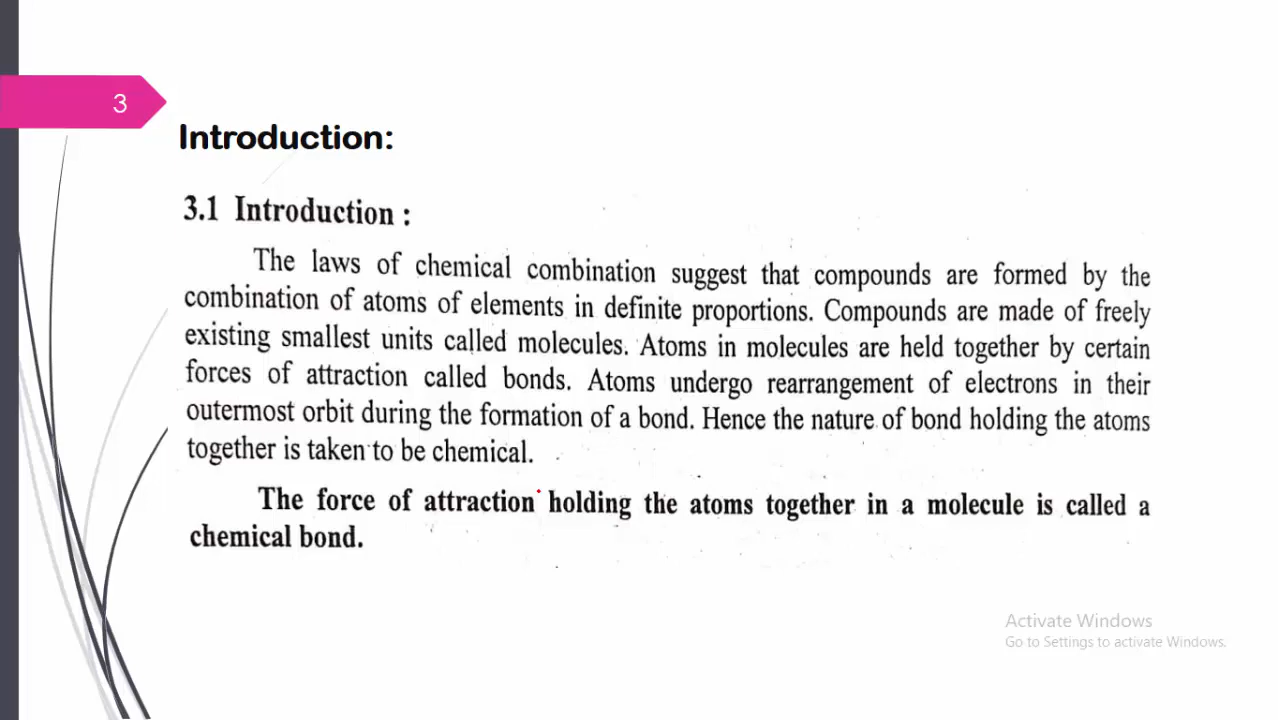 3
Introduction:
3.1 Introduction :
The laws of chemical combination suggest that compounds are formed by the
combination of atoms of elements in definite proportions. Compounds are made of freely
existing smallest units called molecules. Atoms in molecules are held together by certain
forces of attraction called bonds. Atoms undergo rearrangement of electrons in their
outermost orbit during the formation of a bond. Hence the nature of bond holding the atoms
together is taken to be chemical.
The force of attraction holding the atoms together in a molecule is called a
chemical bond.
Activate Windows
Go to Settings to activate Windows.